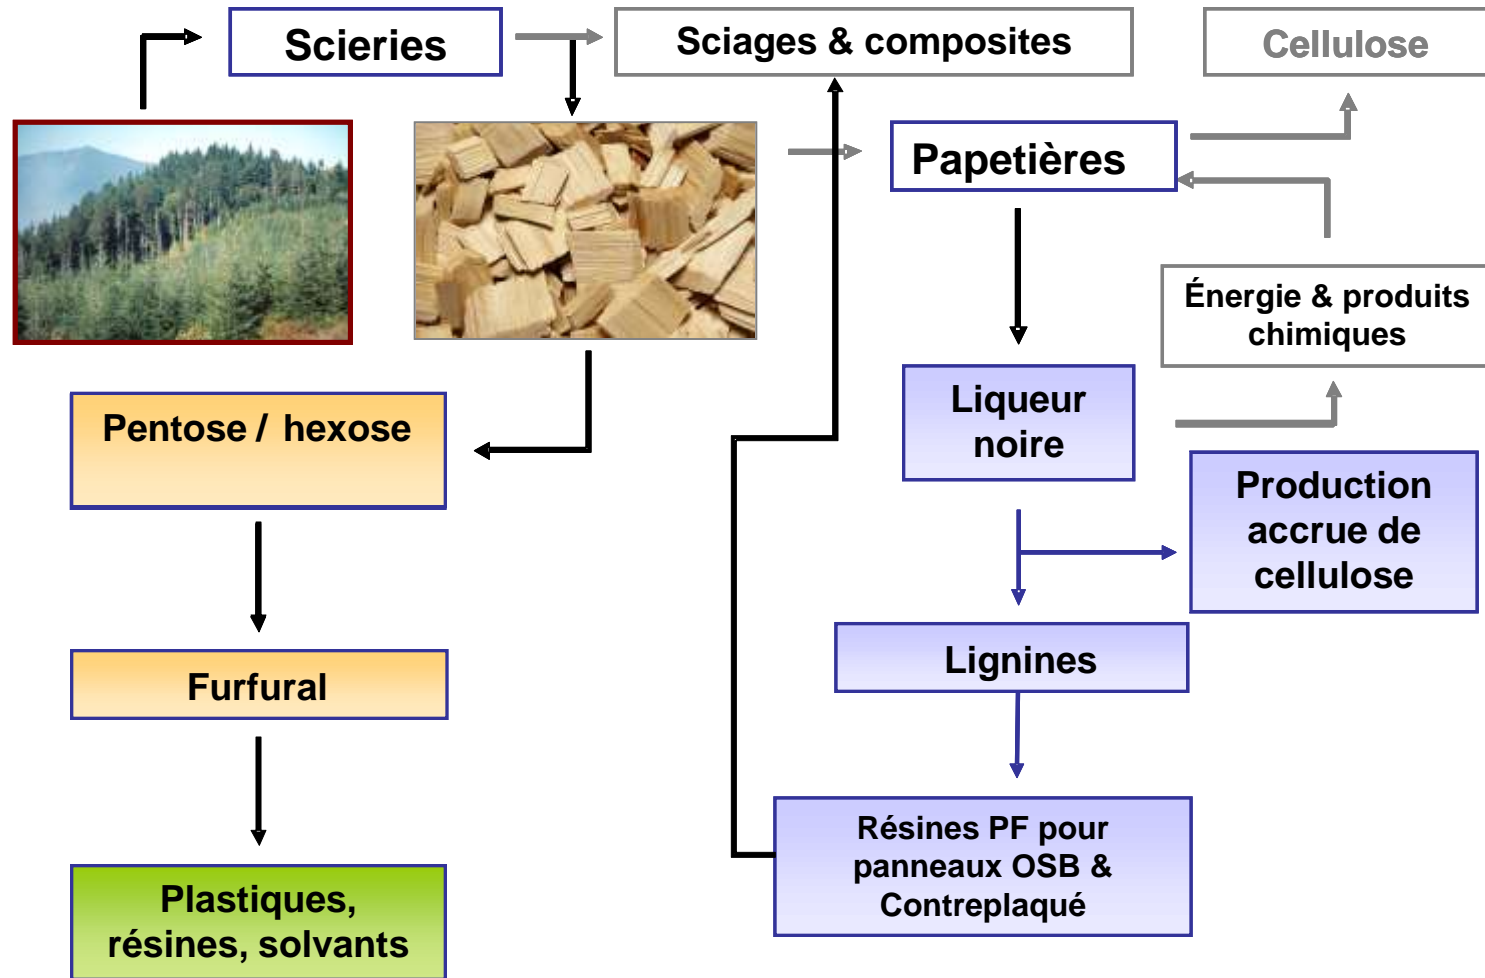 Scieries
Sciages & composites
Cellulose
Papetières
Énergie & produits
chimiques
Pentose / hexose
Liqueur
noire
Production
accrue de
cellulose
Furfural
Lignines
Résines PF pour
panneaux OSB &
Contreplaqué
Plastiques,
résines, solvants